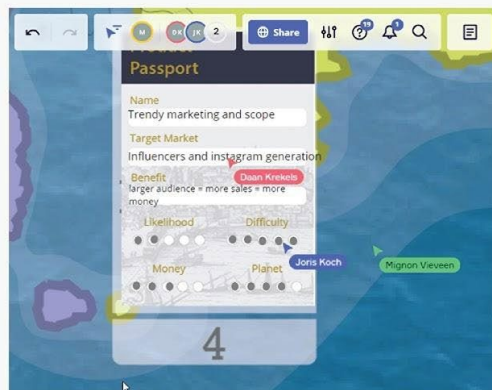 M
DK
JK
2
Share
19
1
Product
Passport
Name
Trendy marketing and scope
Target Market
Influencers and instagram generation
Benefit
larger audience = more sales = more
money
Daan Krekels
Likelihood
Difficulty
Joris Koch
Mignon Vieveen
Money
Planet
4